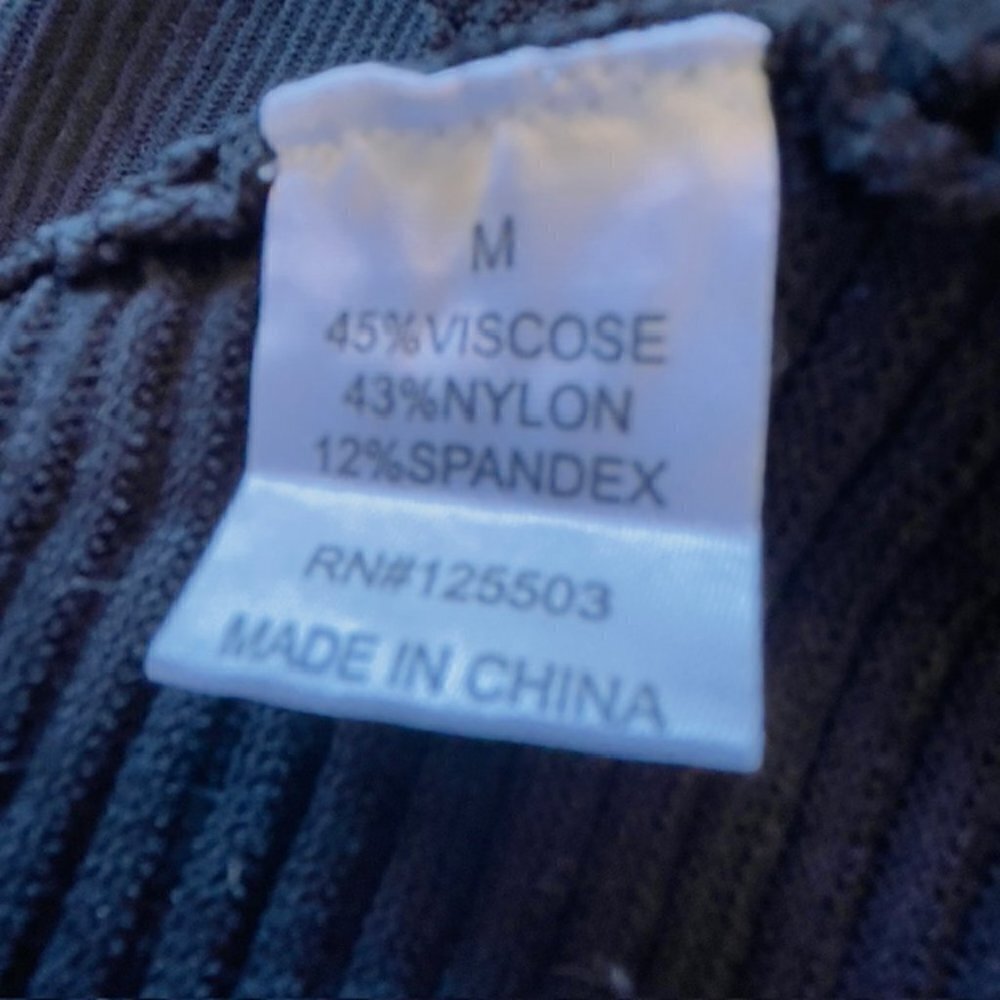 M
45%VISCOSE
43%NYLON
12%SPANDEX
RN#125503
MADE IN CHINA